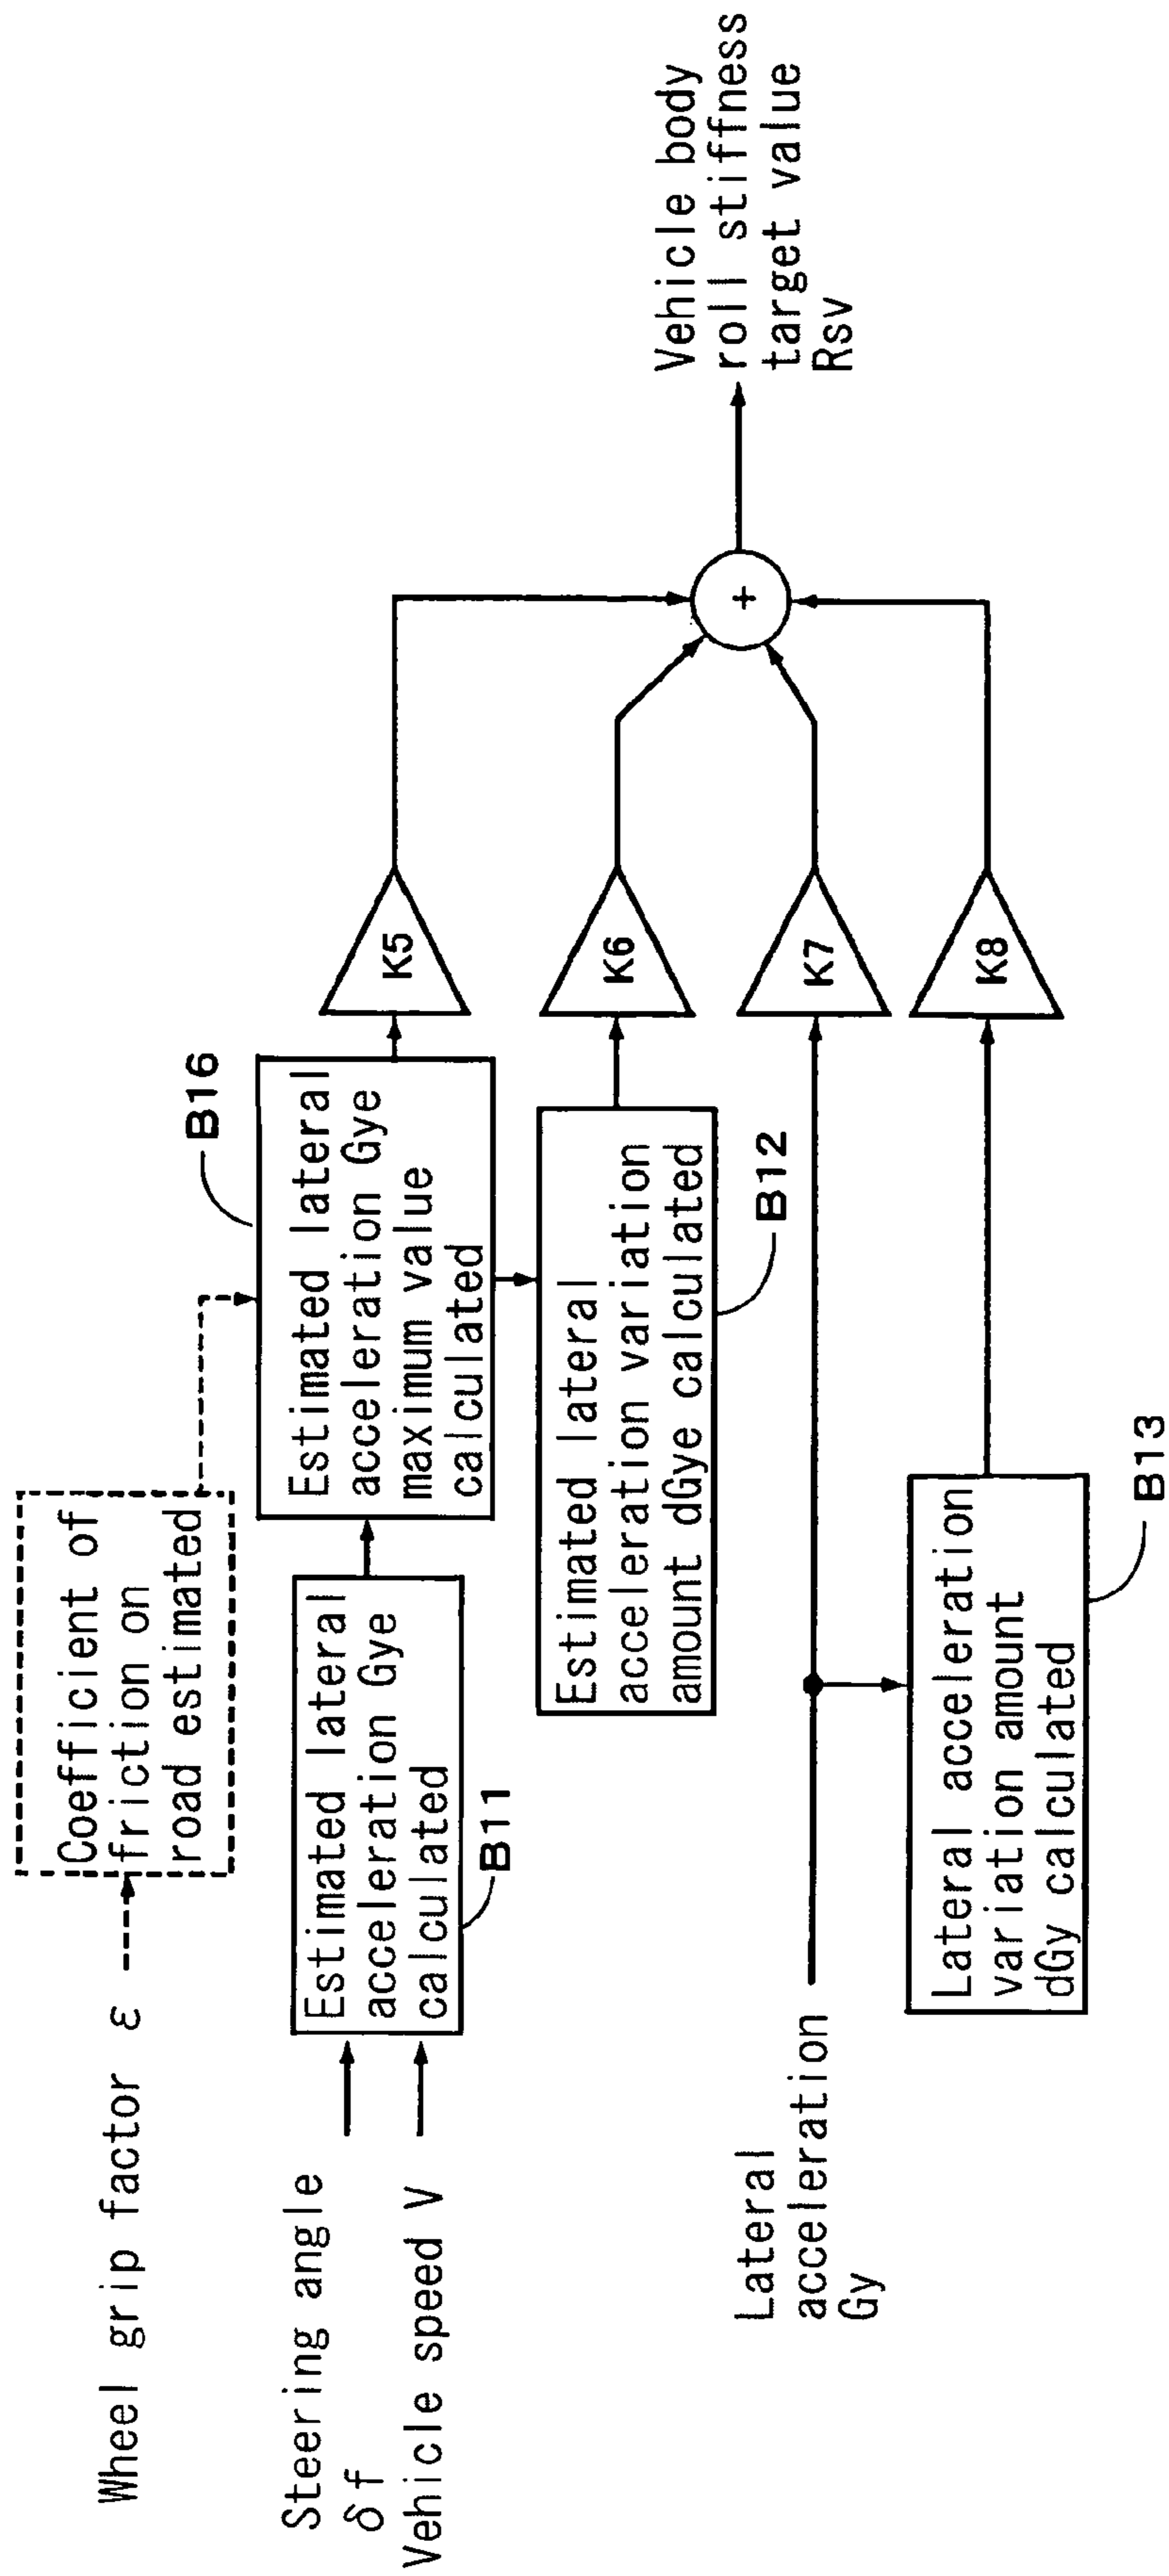 Wheel grip factor ε
Coefficient of
friction on
road estimated
Steering angle
δf
Vehicle speed V
Estimated lateral
acceleration Gye
calculated
B11
Estimated lateral
acceleration Gye
maximum value
calculated
B16
K5
Estimated lateral
acceleration variation
amount dGye calculated
B12
K6
Lateral
acceleration
Gy
K7
Lateral acceleration
variation amount
dGy calculated
B13
K8
+
Vehicle body
roll stiffness
target value
Rsv